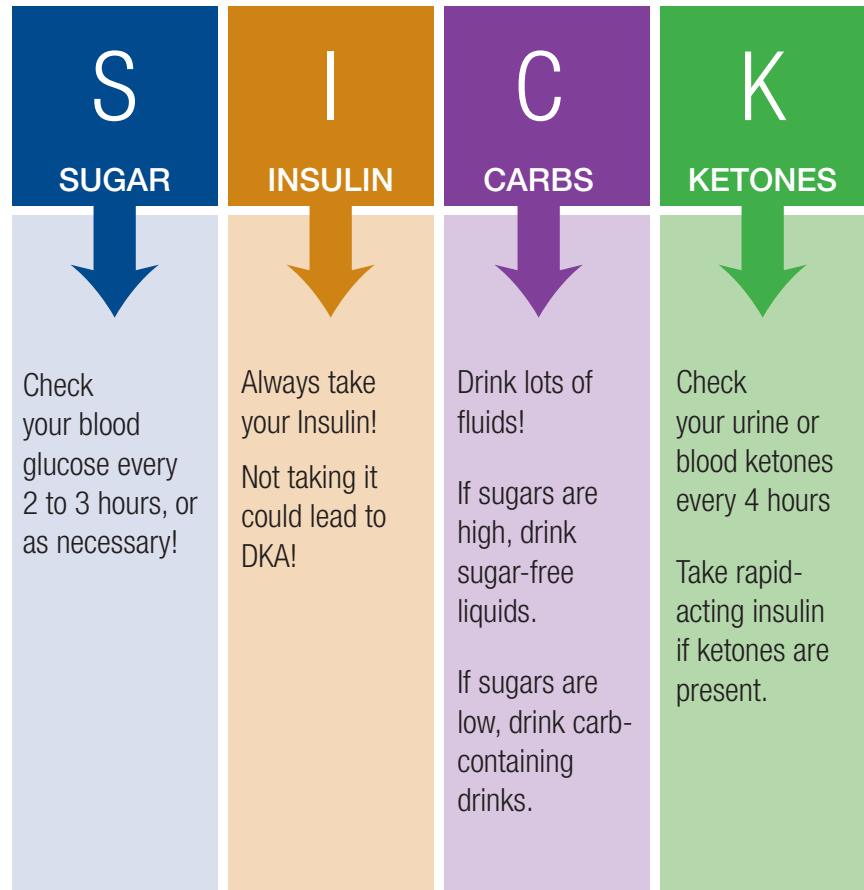 S
SUGAR
Check
your blood
glucose every
2 to 3 hours, or
as necessary!
I
INSULIN
Always take
your Insulin!
Not taking it
could lead to
DKA!
C
CARBS
Drink lots of
fluids!
If sugars are
high, drink
sugar-free
liquids.
If sugars are
low, drink carb-
containing
drinks.
K
KETONES
Check
your urine or
blood ketones
every 4 hours
Take rapid-
acting insulin
if ketones are
present.